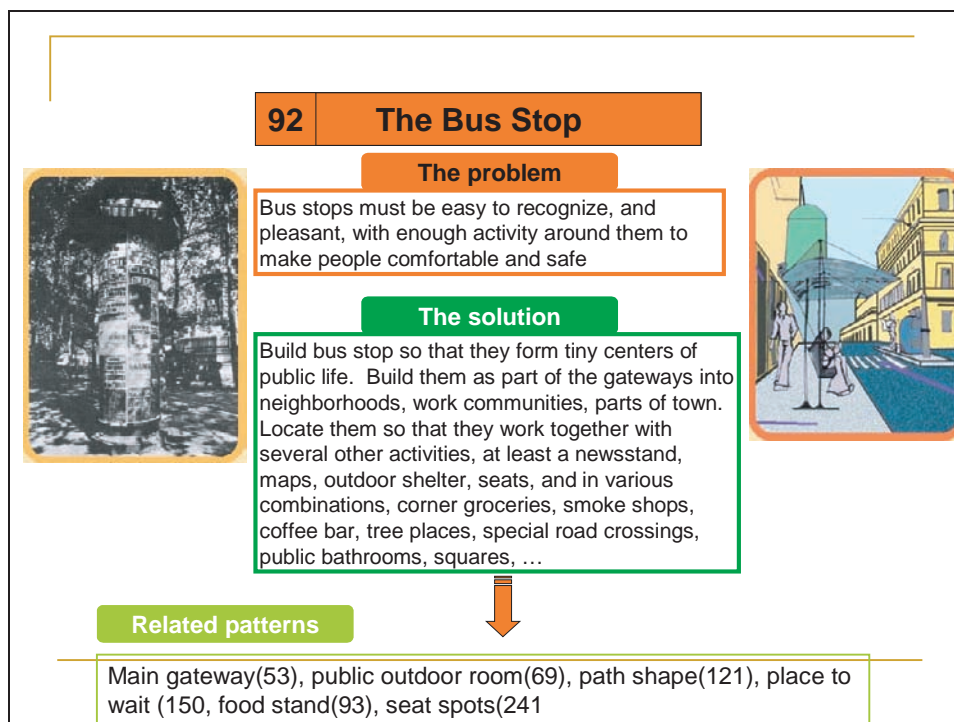 92 The Bus Stop
The problem
Bus stops must be easy to recognize, and
pleasant, with enough activity around them to
make people comfortable and safe
The solution
Build bus stop so that they form tiny centers of
public life. Build them as part of the gateways into
neighborhoods, work communities, parts of town.
Locate them so that they work together with
several other activities, at least a newsstand,
maps, outdoor shelter, seats, and in various
combinations, corner groceries, smoke shops,
coffee bar, tree places, special road crossings,
public bathrooms, squares, …
Related patterns
Main gateway(53), public outdoor room(69), path shape(121), place to
wait (150, food stand(93), seat spots(241